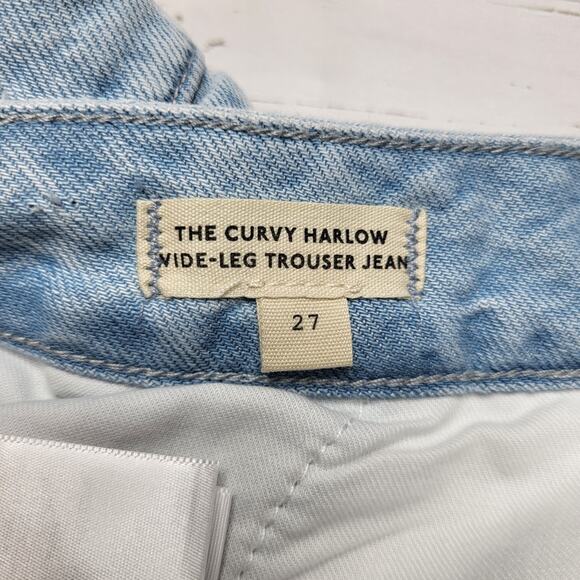 THE CURVY HARLOW
WIDE-LEG TROUSER JEAN
27